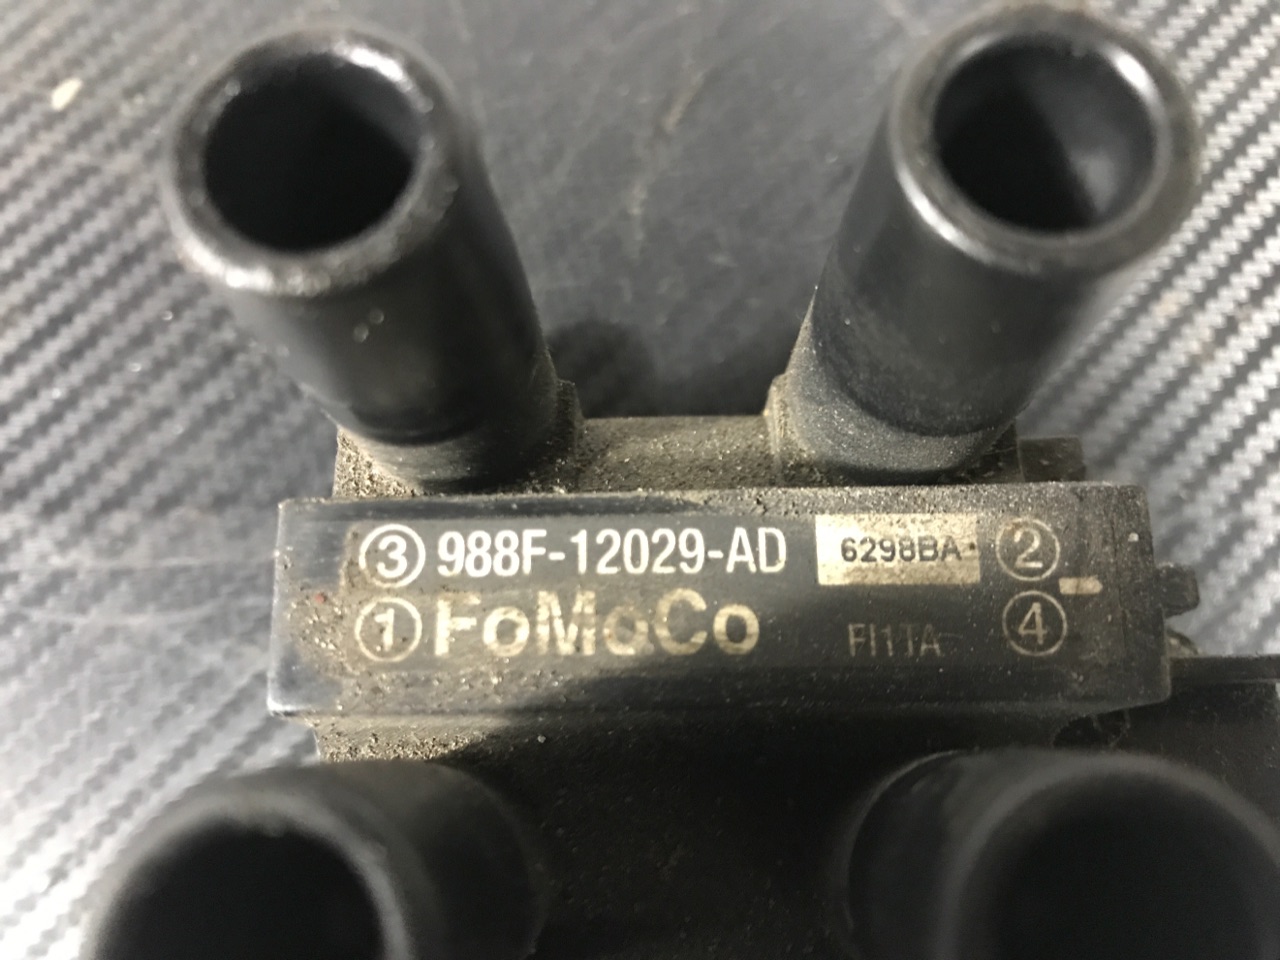 ③ 988F-12029-AD 6298BA ②
① FoMoCo FI1TA ④